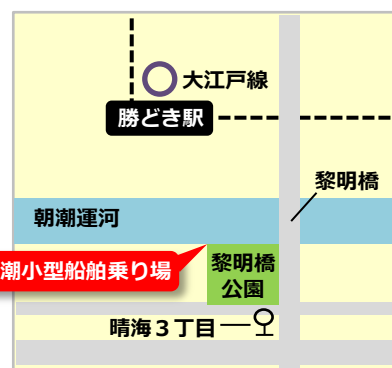 大江戸線
勝どき駅
黎明橋
朝潮運河
潮小型船舶乗り場
黎明橋
公園
晴海３丁目